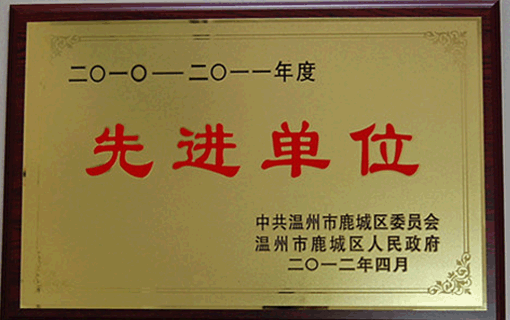 二〇一〇—二〇一一年度
先进单位
中共温州市鹿城区委员会
温州市鹿城区人民政府
二〇一二年四月